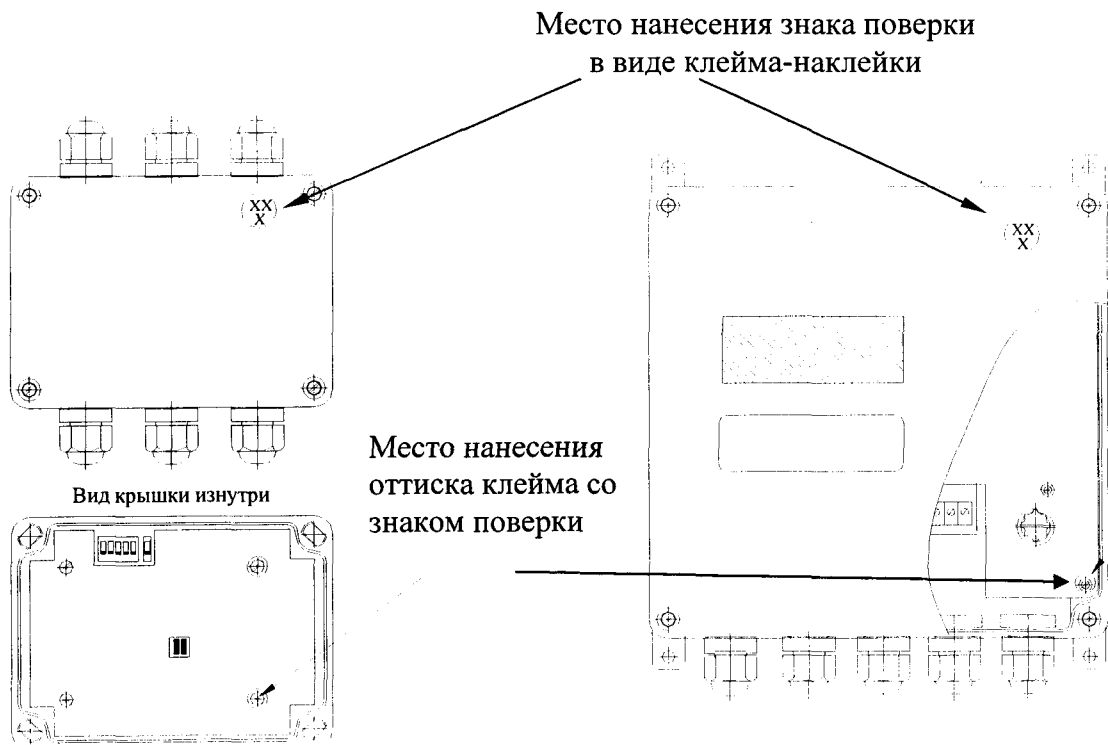 Место нанесения знака поверки
в виде клейма-наклейки
XX
X
XX
X
Место нанесения
оттиска клейма со
знаком поверки
Вид крышки изнутри